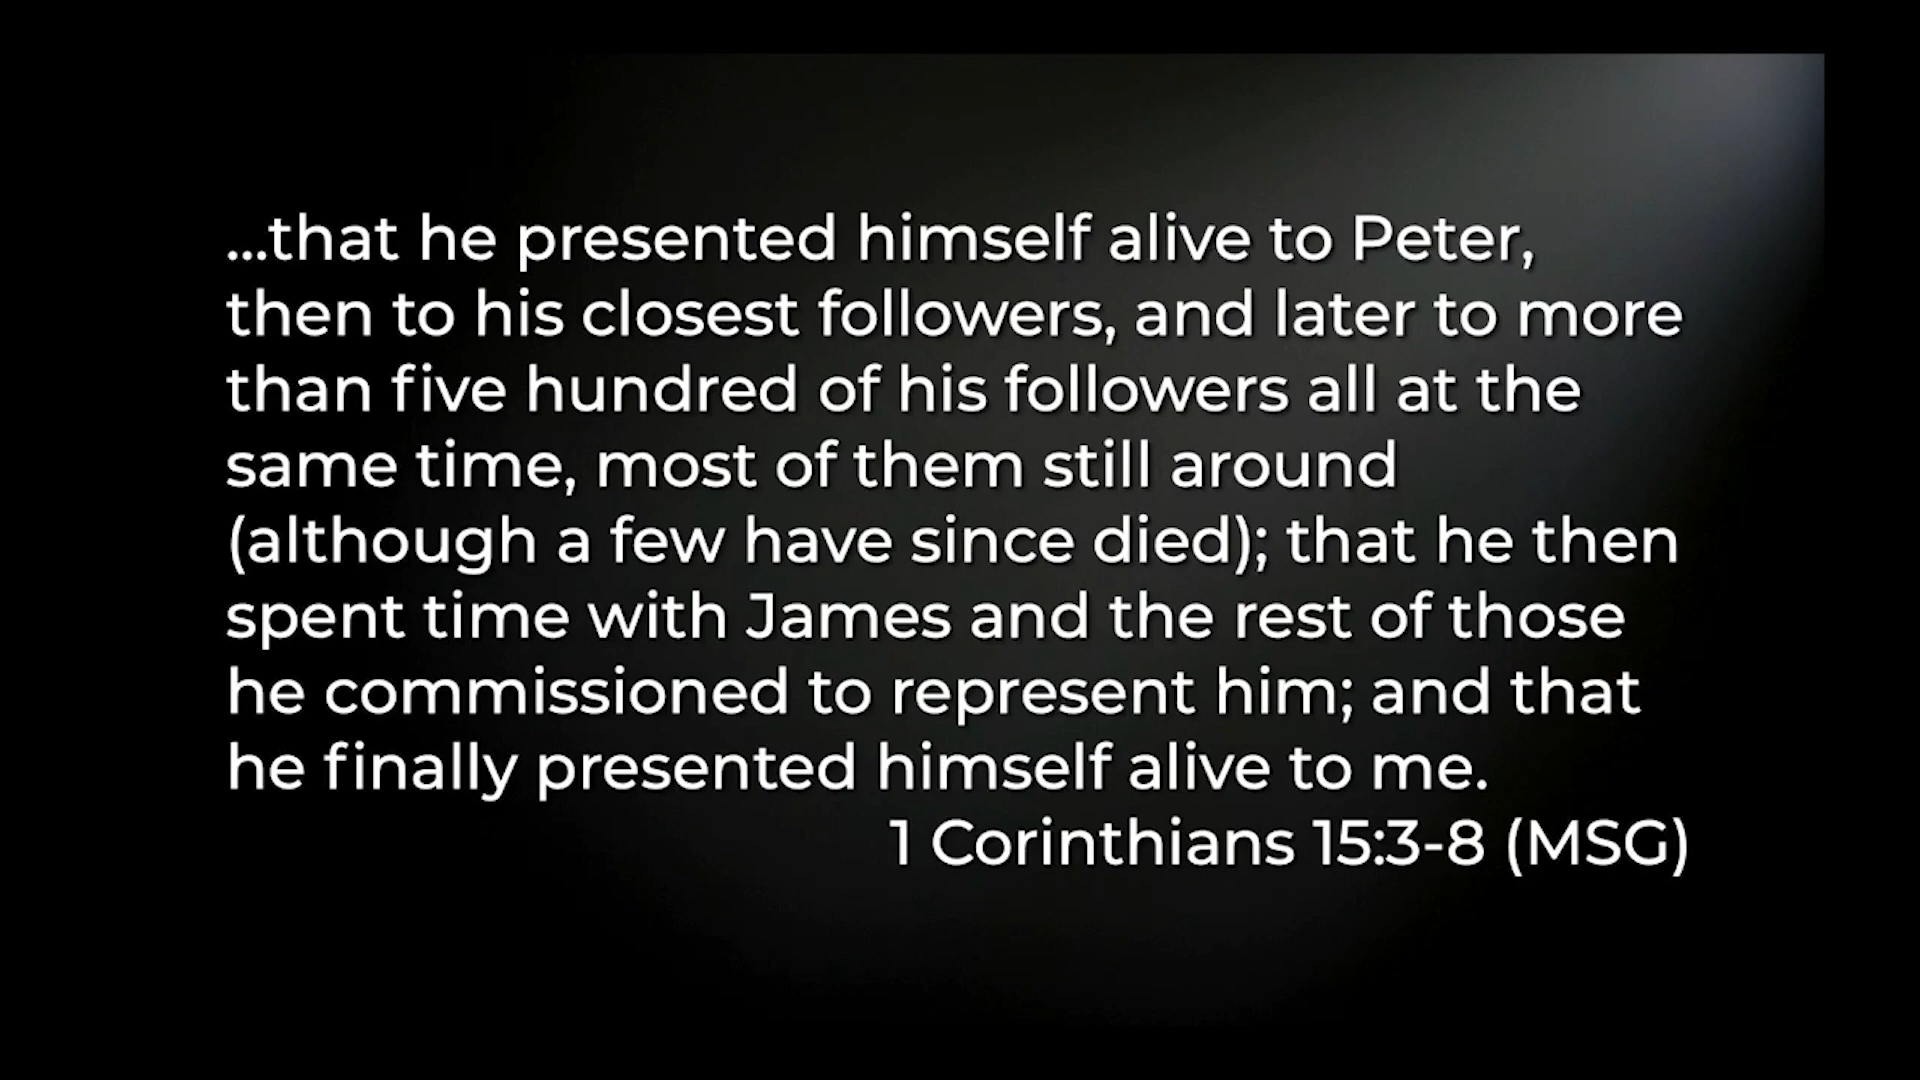 ...that he presented himself alive to Peter,
then to his closest followers, and later to more
than five hundred of his followers all at the
same time, most of them still around
(although a few have since died); that he then
spent time with James and the rest of those
he commissioned to represent him; and that
he finally presented himself alive to me.
1 Corinthians 15:3-8 (MSG)